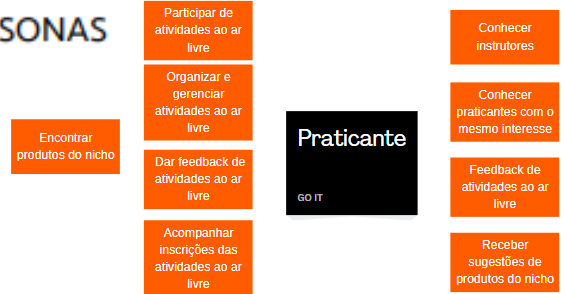 SONAS
Participar de
atividades ao ar
livre
Organizar e
gerenciar
atividades ao ar
livre
Encontrar
produtos do nicho
Dar feedback de
atividades ao ar
livre
Acompanhar
inscrições das
atividades ao ar
livre
Praticante
GO IT
Conhecer
instrutores
Conhecer
praticantes com o
mesmo interesse
Feedback de
atividades ao ar
livre
Receber
sugestões de
produtos do nicho